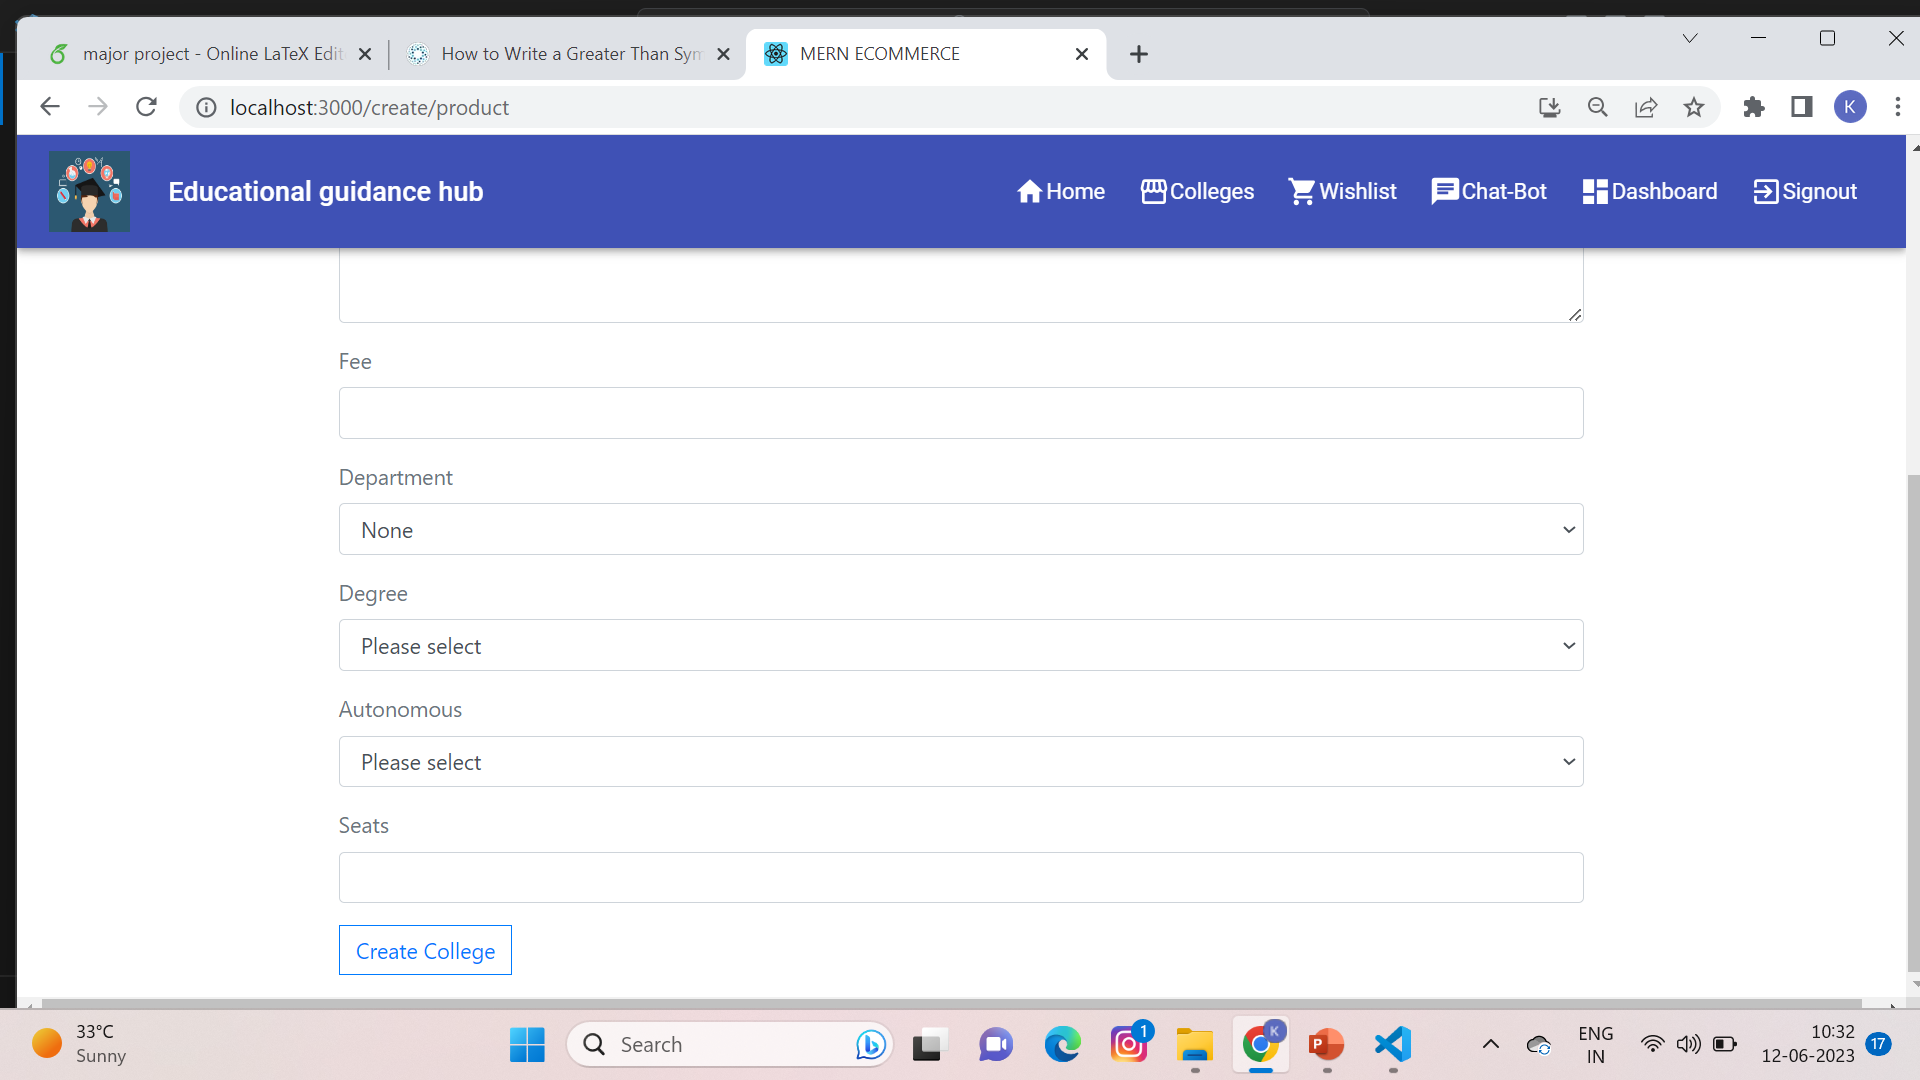 major project - Online LaTeX Edit
How to Write a Greater Than Sym
MERN ECOMMERCE
localhost:3000/create/product
K
Educational guidance hub
Home
Colleges
Wishlist
Chat-Bot
Dashboard
Signout
Fee
Department
None
Degree
Please select
Autonomous
Please select
Seats
Create College
33°C
Sunny
Search
1
K
P
ENG
IN
10:32
12-06-2023
17